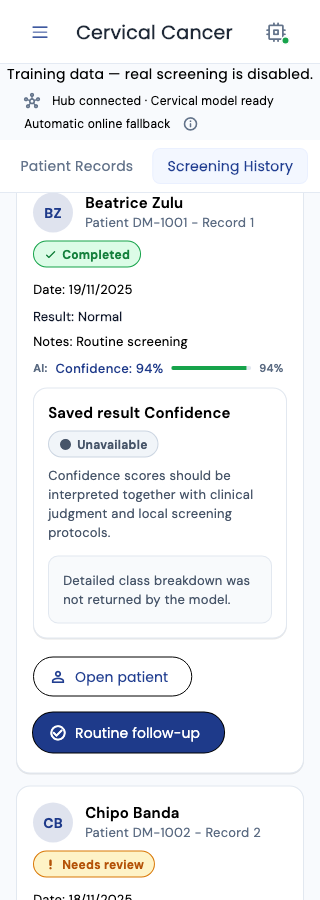 Cervical Cancer
Training data — real screening is disabled.
Hub connected · Cervical model ready
Automatic online fallback
Patient Records
Screening History
BZ
Beatrice Zulu
Patient DM-1001 - Record 1
Completed
Date: 19/11/2025
Result: Normal
Notes: Routine screening
AI: Confidence: 94% 94%
Saved result Confidence
Unavailable
Confidence scores should be
interpreted together with clinical
judgment and local screening
protocols.
Detailed class breakdown was
not returned by the model.
Open patient
Routine follow-up
CB
Chipo Banda
Patient DM-1002 - Record 2
Needs review
Date: 18/11/2025